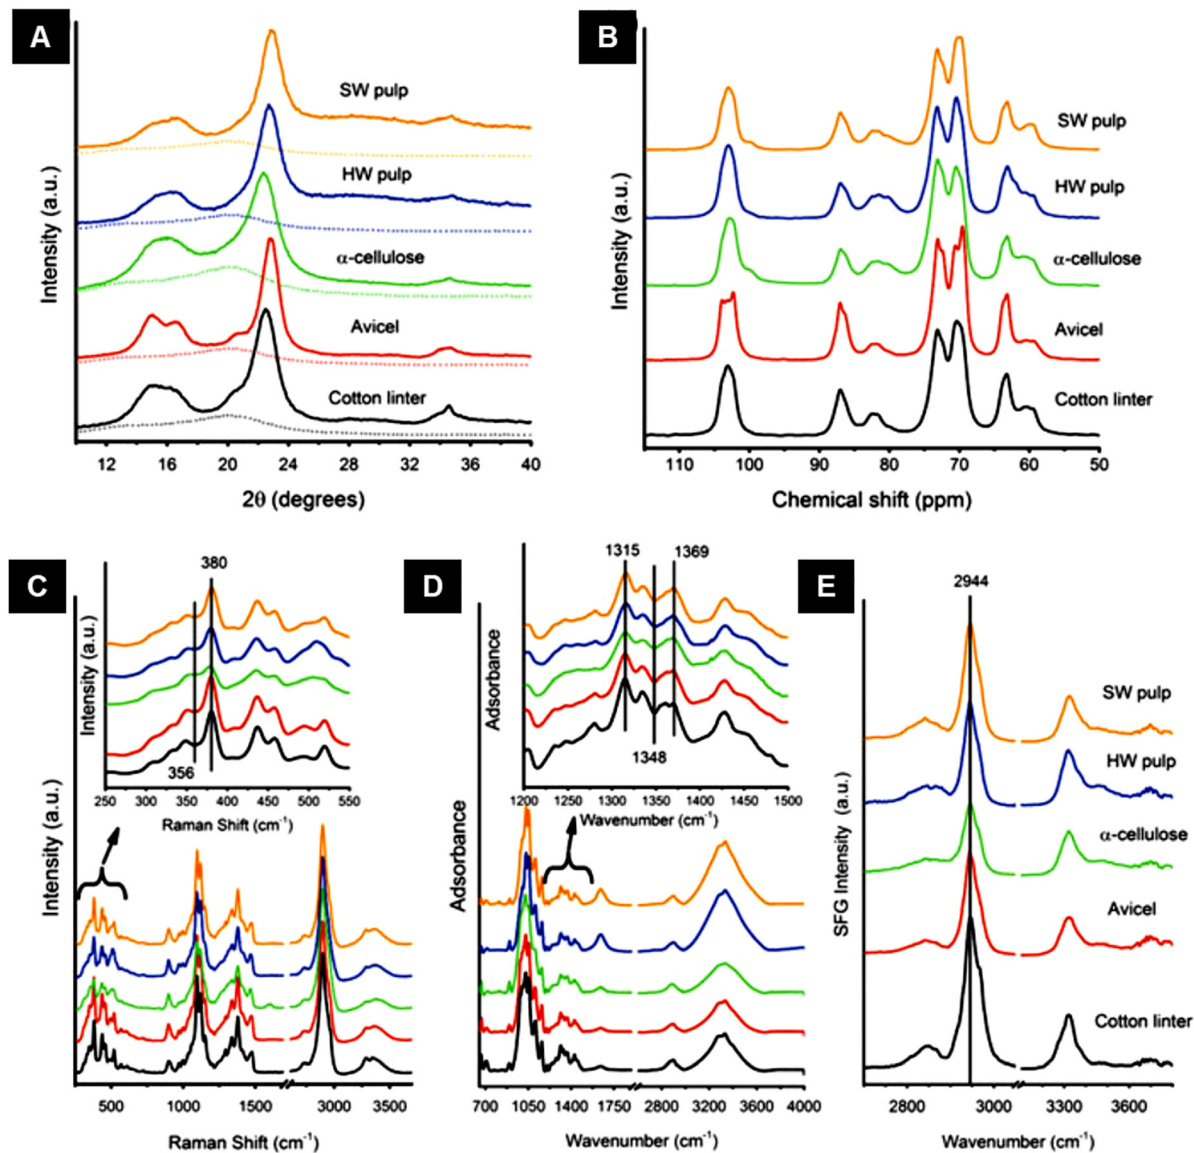 A
Intensity (a.u.)
SW pulp
HW pulp
α-cellulose
Avicel
Cotton linter
12 16 20 24 28 32 36 40
2θ (degrees)
B
Intensity (a.u.)
SW pulp
HW pulp
α-cellulose
Avicel
Cotton linter
110 100 90 80 70 60 50
Chemical shift (ppm)
C
380
Intensity (a.u.)
356
250 300 350 400 450 500 550
Raman Shift (cm⁻¹)
Intensity (a.u.)
500 1000 1500 3000 3500
Raman Shift (cm⁻¹)
D
1315 1369
Adsorbance
1348
1200 1250 1300 1350 1400 1450 1500
Wavenumber (cm⁻¹)
Adsorbance
700 1050 1400 1750 2800 3200 3600 4000
Wavenumber (cm⁻¹)
E
2944
SFG Intensity (a.u.)
SW pulp
HW pulp
α-cellulose
Avicel
Cotton linter
2800 3000 3300 3600
Wavenumber (cm⁻¹)